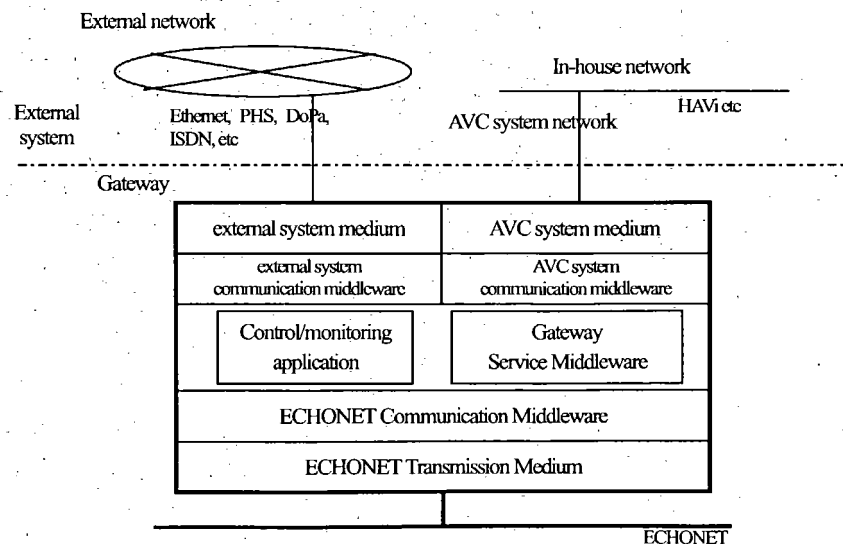 External network
In-house network
HAVi etc
External
system
Ethernet, PHS, DoPa,
ISDN, etc
AVC system network
Gateway
external system medium
AVC system medium
external system
communication middleware
AVC system
communication middleware
Control/monitoring
application
Gateway
Service Middleware
ECHONET Communication Middleware
ECHONET Transmission Medium
ECHONET